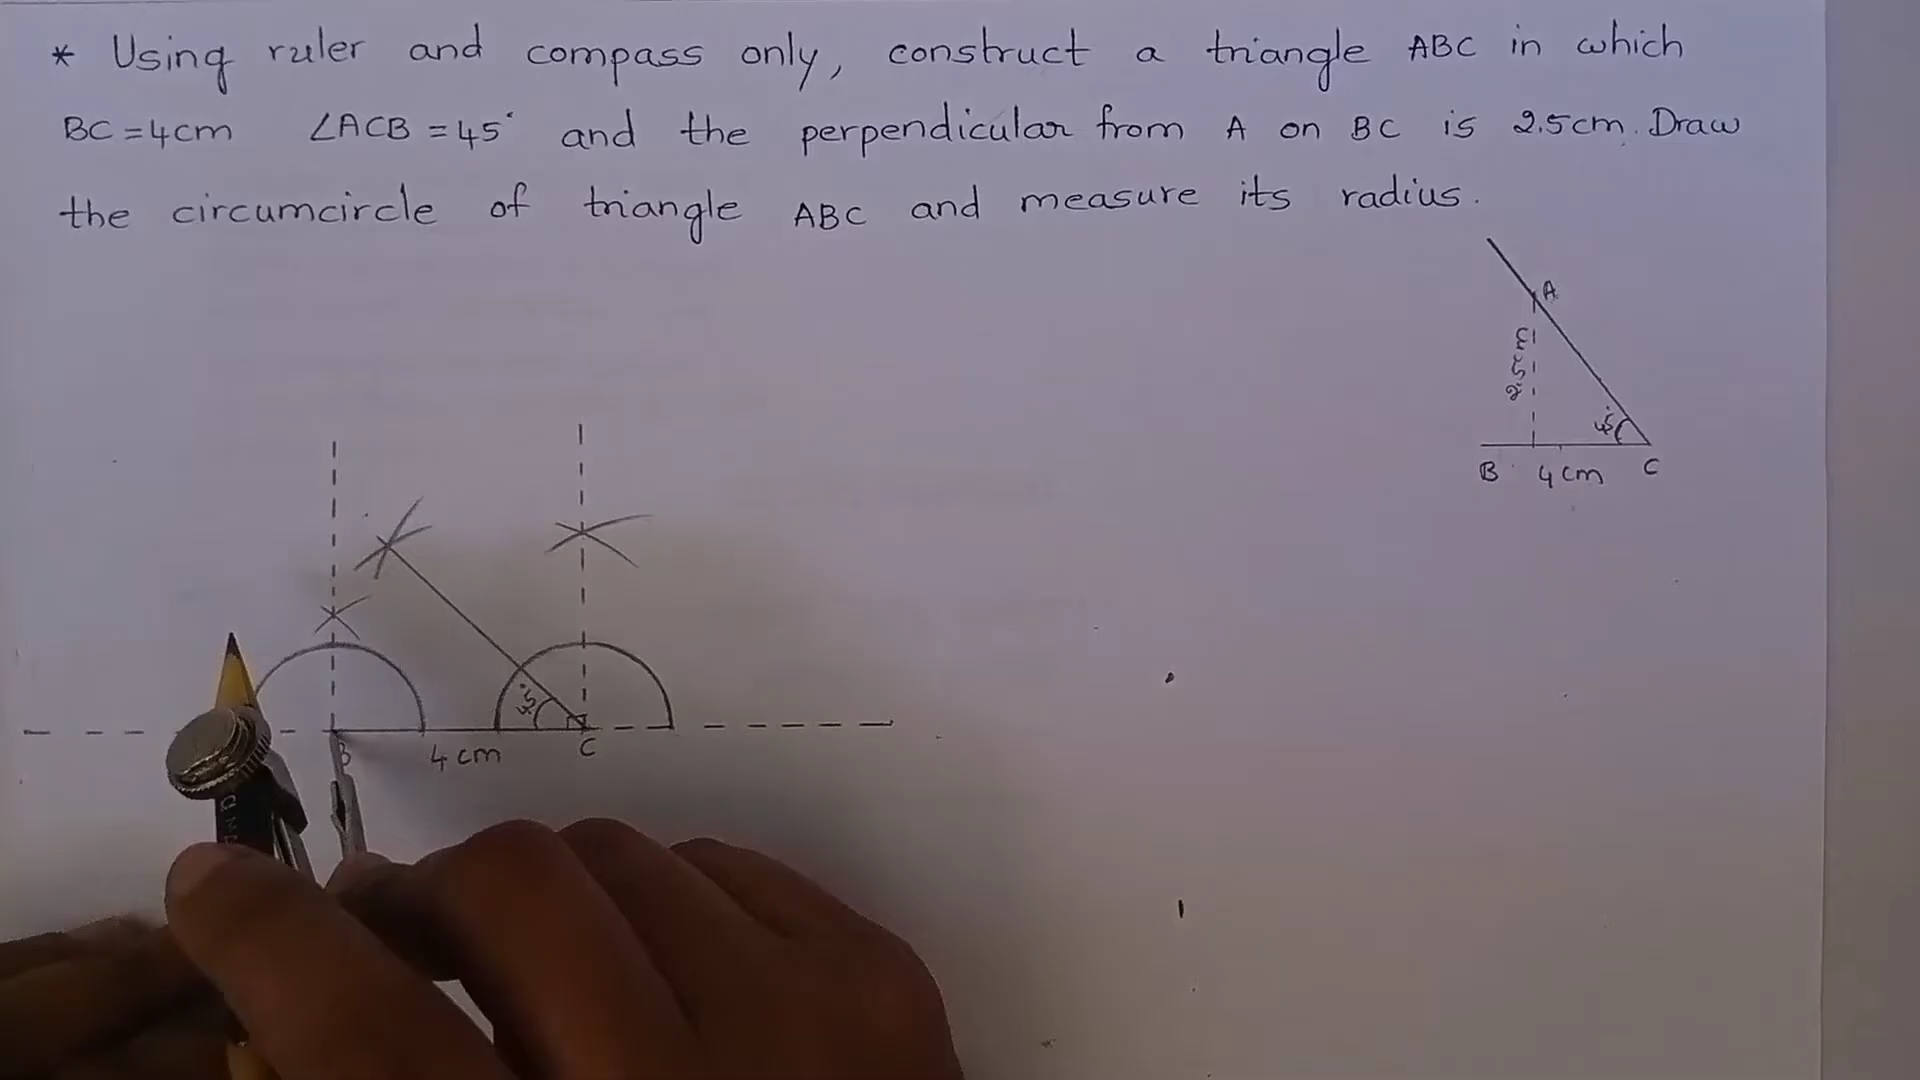 * Using ruler and compass only, construct a triangle ABC in which
BC = 4cm ∠ACB = 45° and the perpendicular from A on BC is 2.5cm. Draw
the circumcircle of triangle ABC and measure its radius.
A
2.5
45°
B 4cm C
45°
B 4cm C